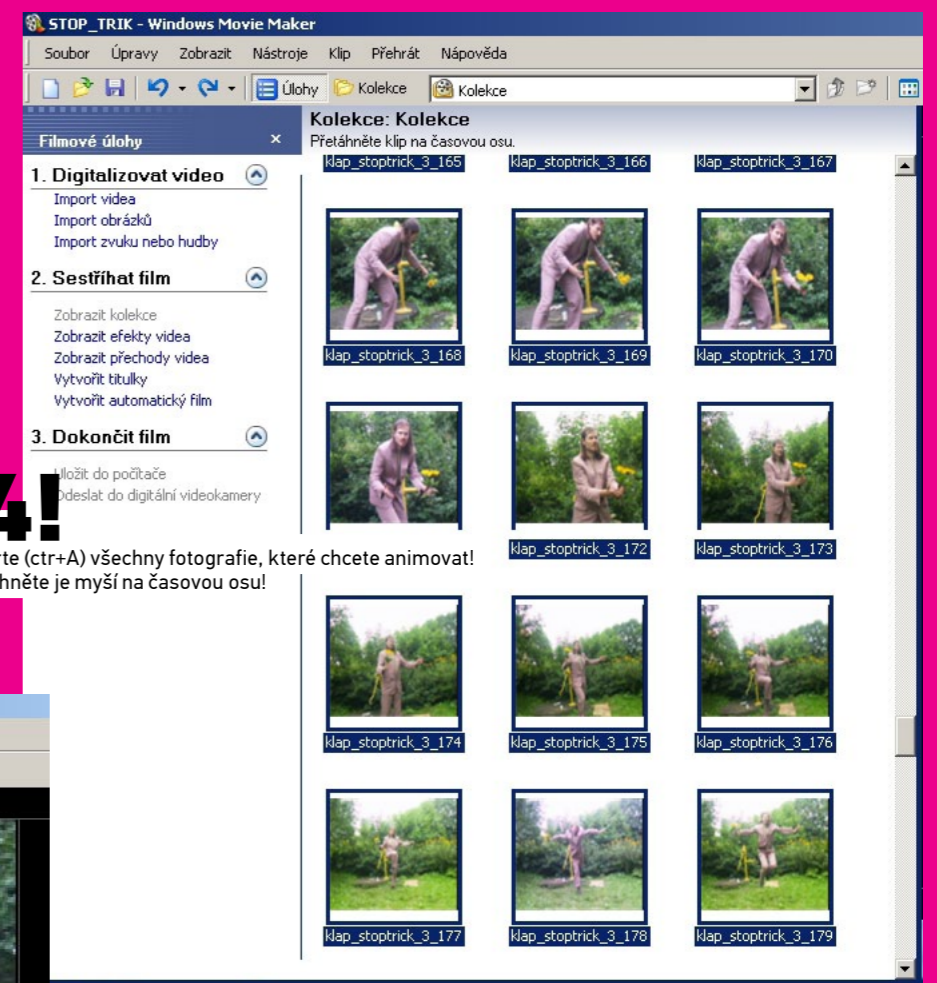 STOP_TRIK - Windows Movie Maker
Soubor Úpravy Zobrazit Nástroje Klip Přehrát Nápověda
Úlohy Kolekce Kolekce
Filmové úlohy
Kolekce: Kolekce
Přetáhněte klip na časovou osu.
1. Digitalizovat video
Import videa
Import obrázků
Import zvuku nebo hudby
2. Sestříhat film
Zobrazit kolekce
Zobrazit efekty videa
Zobrazit přechody videa
Vytvořit titulky
Vytvořit automatický film
3. Dokončit film
Uložit do počítače
Odeslat do digitální videokamery
4!
(ctr+A) všechny fotografie, které chcete animovat!
je myší na časovou osu!
klap_stoptrick_3_165 klap_stoptrick_3_166 klap_stoptrick_3_167
klap_stoptrick_3_168 klap_stoptrick_3_169 klap_stoptrick_3_170
klap_stoptrick_3_172 klap_stoptrick_3_173
klap_stoptrick_3_174 klap_stoptrick_3_175 klap_stoptrick_3_176
klap_stoptrick_3_177 klap_stoptrick_3_178 klap_stoptrick_3_179